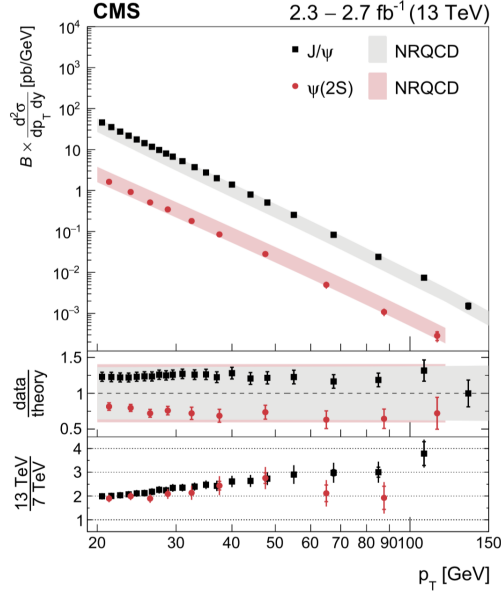 CMS 2.3 − 2.7 fb⁻¹ (13 TeV)
B × d²σ / dp_T dy [pb/GeV]
J/ψ NRQCD
ψ(2S) NRQCD
10⁴
10³
10²
10
1
10⁻¹
10⁻²
10⁻³
data / theory
1.5
1
0.5
13 TeV / 7 TeV
4
3
2
1
20 30 40 50 60 70 80 90 100 150
p_T [GeV]